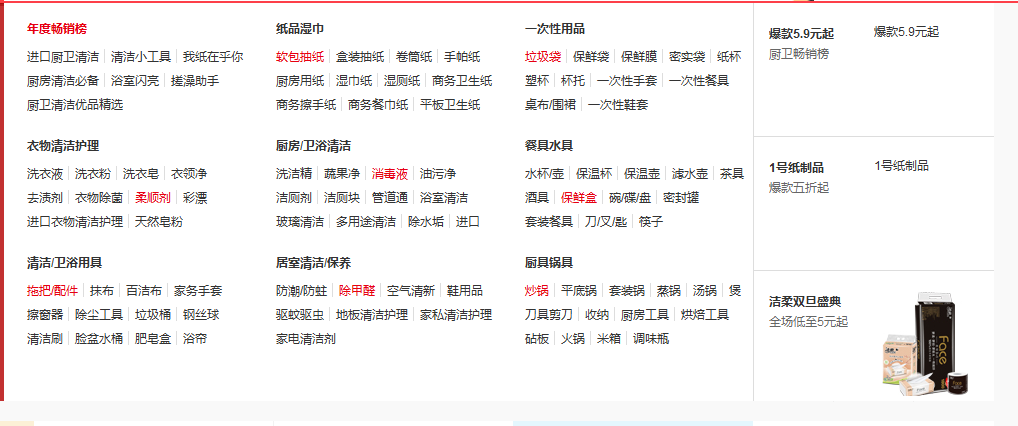 年度畅销榜
进口厨卫清洁 清洁小工具 我纸在乎你
厨房清洁必备 浴室闪亮 搓澡助手
厨卫清洁优品精选
纸品湿巾
软包抽纸 盒装抽纸 卷筒纸 手帕纸
厨房用纸 湿巾纸 湿厕纸 商务卫生纸
商务擦手纸 商务餐巾纸 平板卫生纸
一次性用品
垃圾袋 保鲜袋 保鲜膜 密实袋 纸杯
塑杯 杯托 一次性手套 一次性餐具
桌布/围裙 一次性鞋套
衣物清洁护理
洗衣液 洗衣粉 洗衣皂 衣领净
去渍剂 衣物除菌 柔顺剂 彩漂
进口衣物清洁护理 天然皂粉
厨房/卫浴清洁
洗洁精 蔬果净 消毒液 油污净
洁厕剂 洁厕块 管道通 浴室清洁
玻璃清洁 多用途清洁 除水垢 进口
餐具水具
水杯/壶 保温杯 保温壶 滤水壶 茶具
酒具 保鲜盒 碗/碟/盘 密封罐
套装餐具 刀/叉/匙 筷子
清洁/卫浴用具
拖把/配件 抹布 百洁布 家务手套
擦窗器 除尘工具 垃圾桶 钢丝球
清洁刷 脸盆水桶 肥皂盒 浴帘
居室清洁/保养
防潮/防蛀 除甲醛 空气清新 鞋用品
驱蚊驱虫 地板清洁护理 家私清洁护理
家电清洁剂
厨具锅具
炒锅 平底锅 套装锅 蒸锅 汤锅 煲
刀具剪刀 收纳 厨房工具 烘焙工具
砧板 火锅 米箱 调味瓶
爆款5.9元起
厨卫畅销榜
爆款5.9元起
1号纸制品
爆款五折起
1号纸制品
洁柔双旦盛典
全场低至5元起
Face
Face